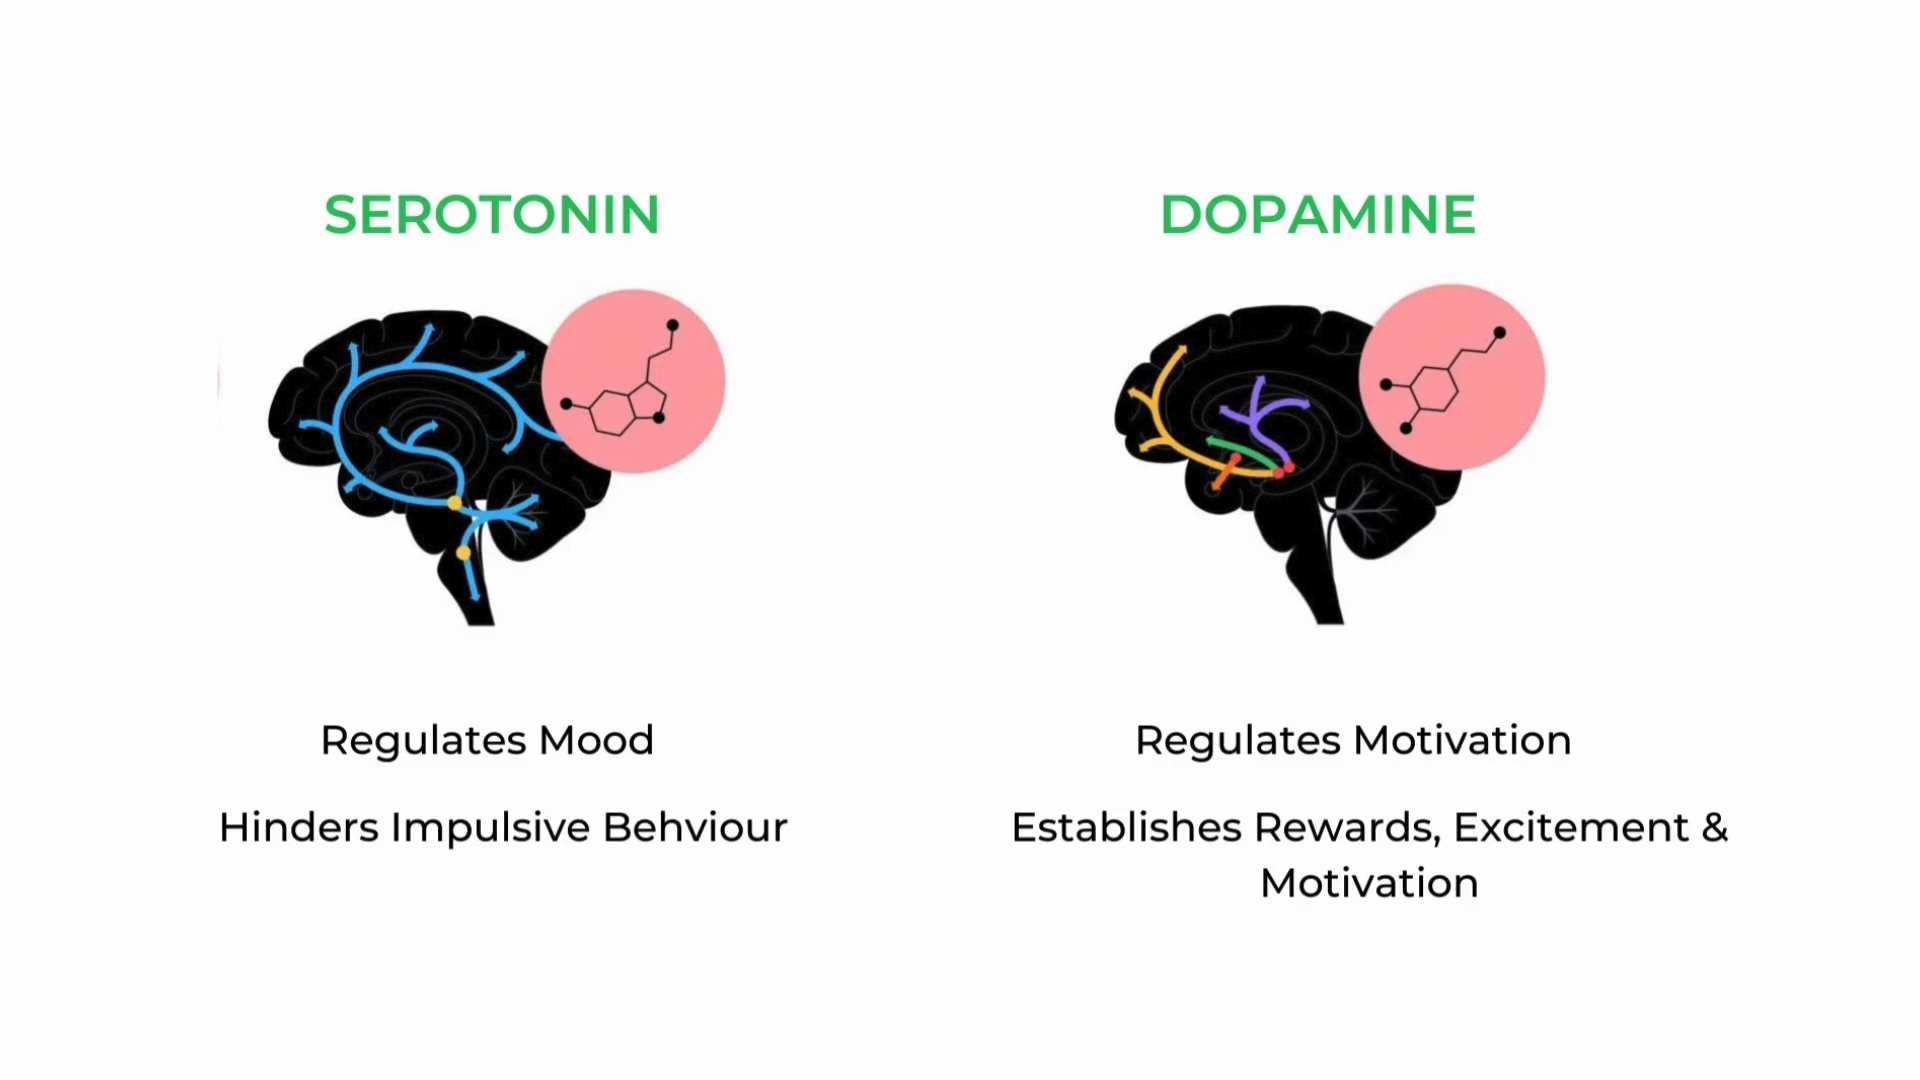 SEROTONIN
DOPAMINE
Regulates Mood
Hinders Impulsive Behviour
Regulates Motivation
Establishes Rewards, Excitement &
Motivation